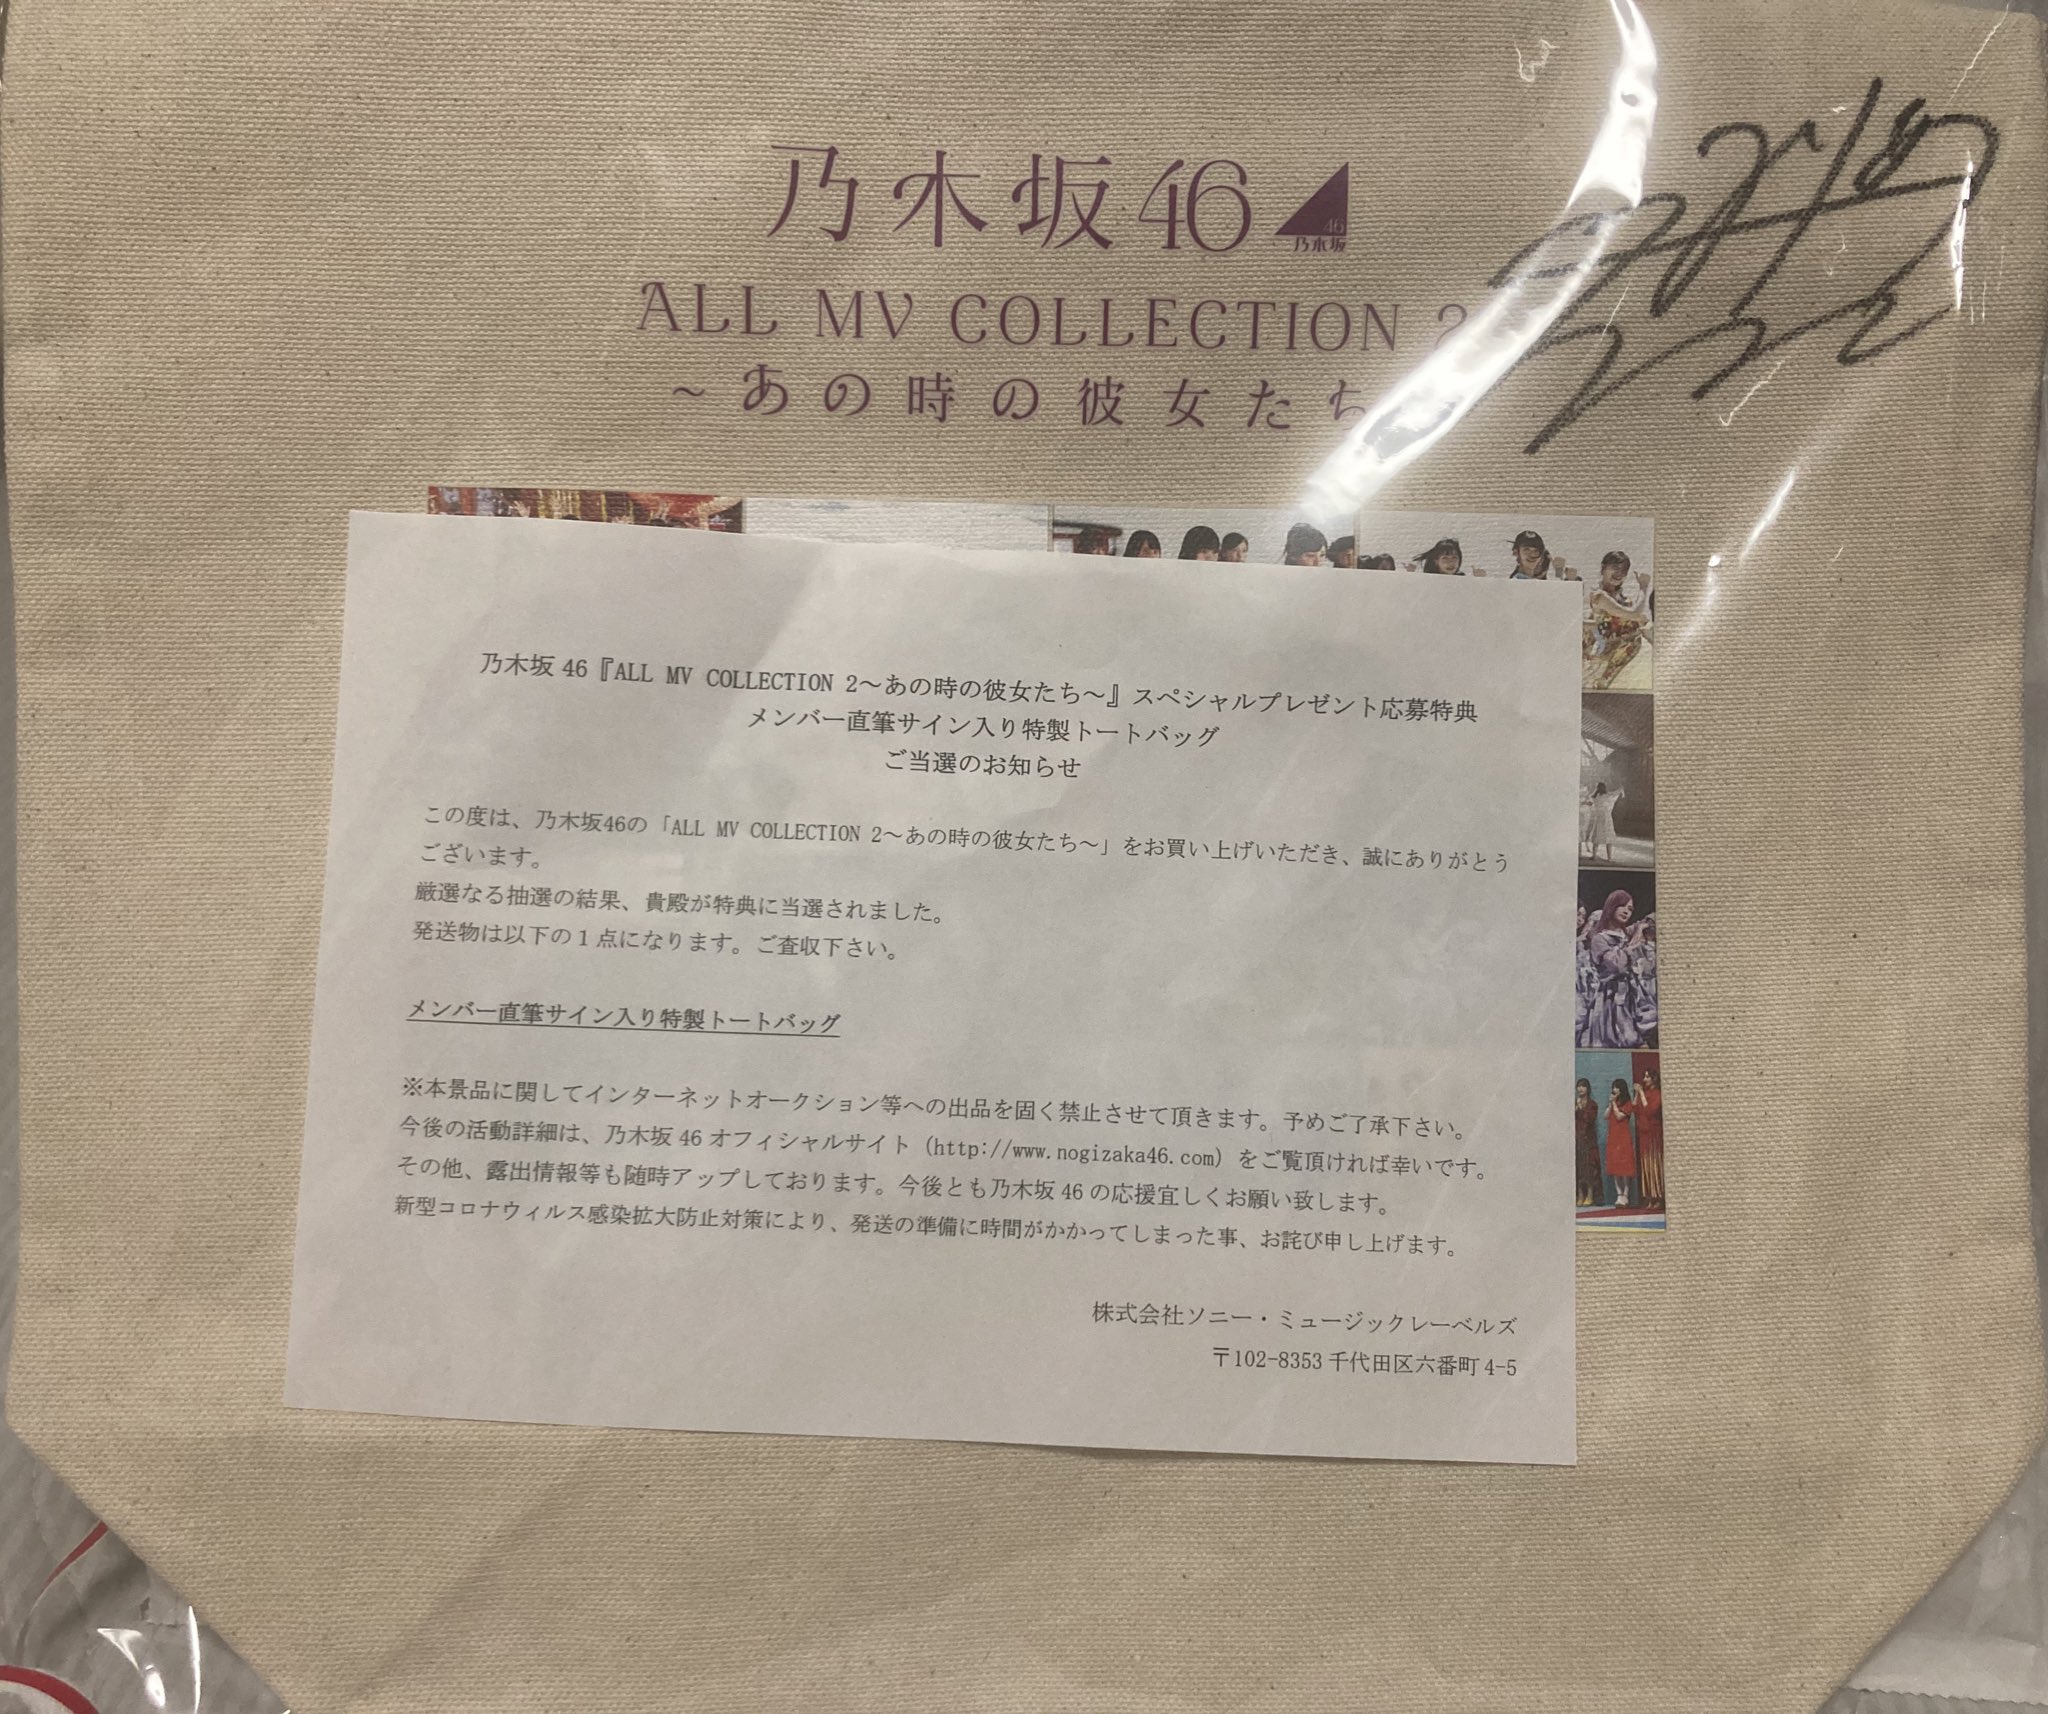 乃木坂46
46
乃木坂
ALL MV COLLECTION 2
～あの時の彼女たち
乃木坂 46『ALL MV COLLECTION 2～あの時の彼女たち～』スペシャルプレゼント応募特典
メンバー直筆サイン入り特製トートバッグ
ご当選のお知らせ
この度は、乃木坂46の「ALL MV COLLECTION 2～あの時の彼女たち～」をお買い上げいただき、誠にありがとう
ございます。
厳選なる抽選の結果、貴殿が特典に当選されました。
発送物は以下の1点になります。ご査収下さい。
メンバー直筆サイン入り特製トートバッグ
※本景品に関してインターネットオークション等への出品を固く禁止させて頂きます。予めご了承下さい。
今後の活動詳細は、乃木坂 46 オフィシャルサイト（http://www.nogizaka46.com）をご覧頂ければ幸いです。
その他、露出情報等も随時アップしております。今後とも乃木坂 46 の応援宜しくお願い致します。
新型コロナウィルス感染拡大防止対策により、発送の準備に時間がかかってしまった事、お詫び申し上げます。
株式会社ソニー・ミュージックレーベルズ
〒102-8353 千代田区六番町 4-5